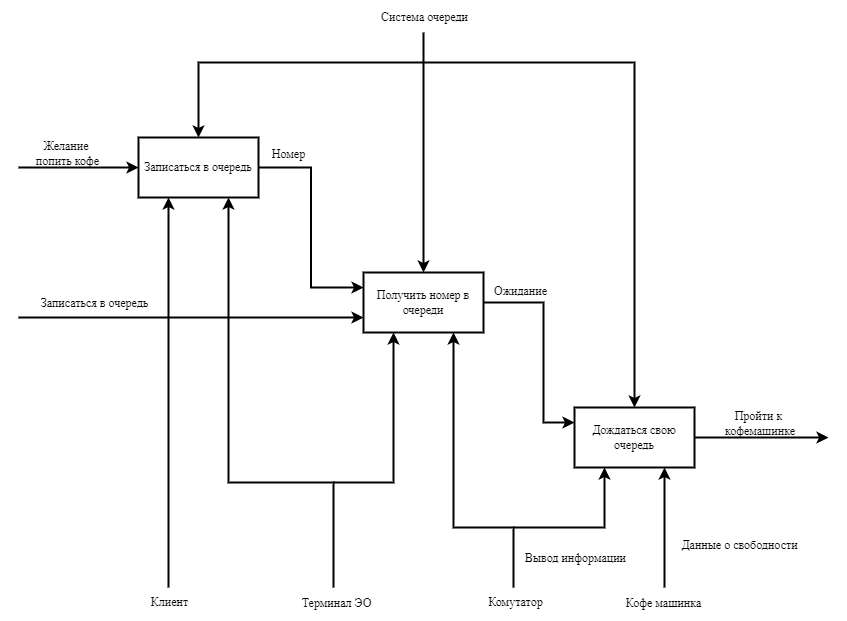 Система очереди
Желание
попить кофе
Записаться в очередь
Номер
Записаться в очередь
Получить номер в
очереди
Ожидание
Дождаться свою
очередь
Пройти к
кофемашинке
Вывод информации
Данные о свободности
Клиент
Терминал ЭО
Комутатор
Кофе машинка